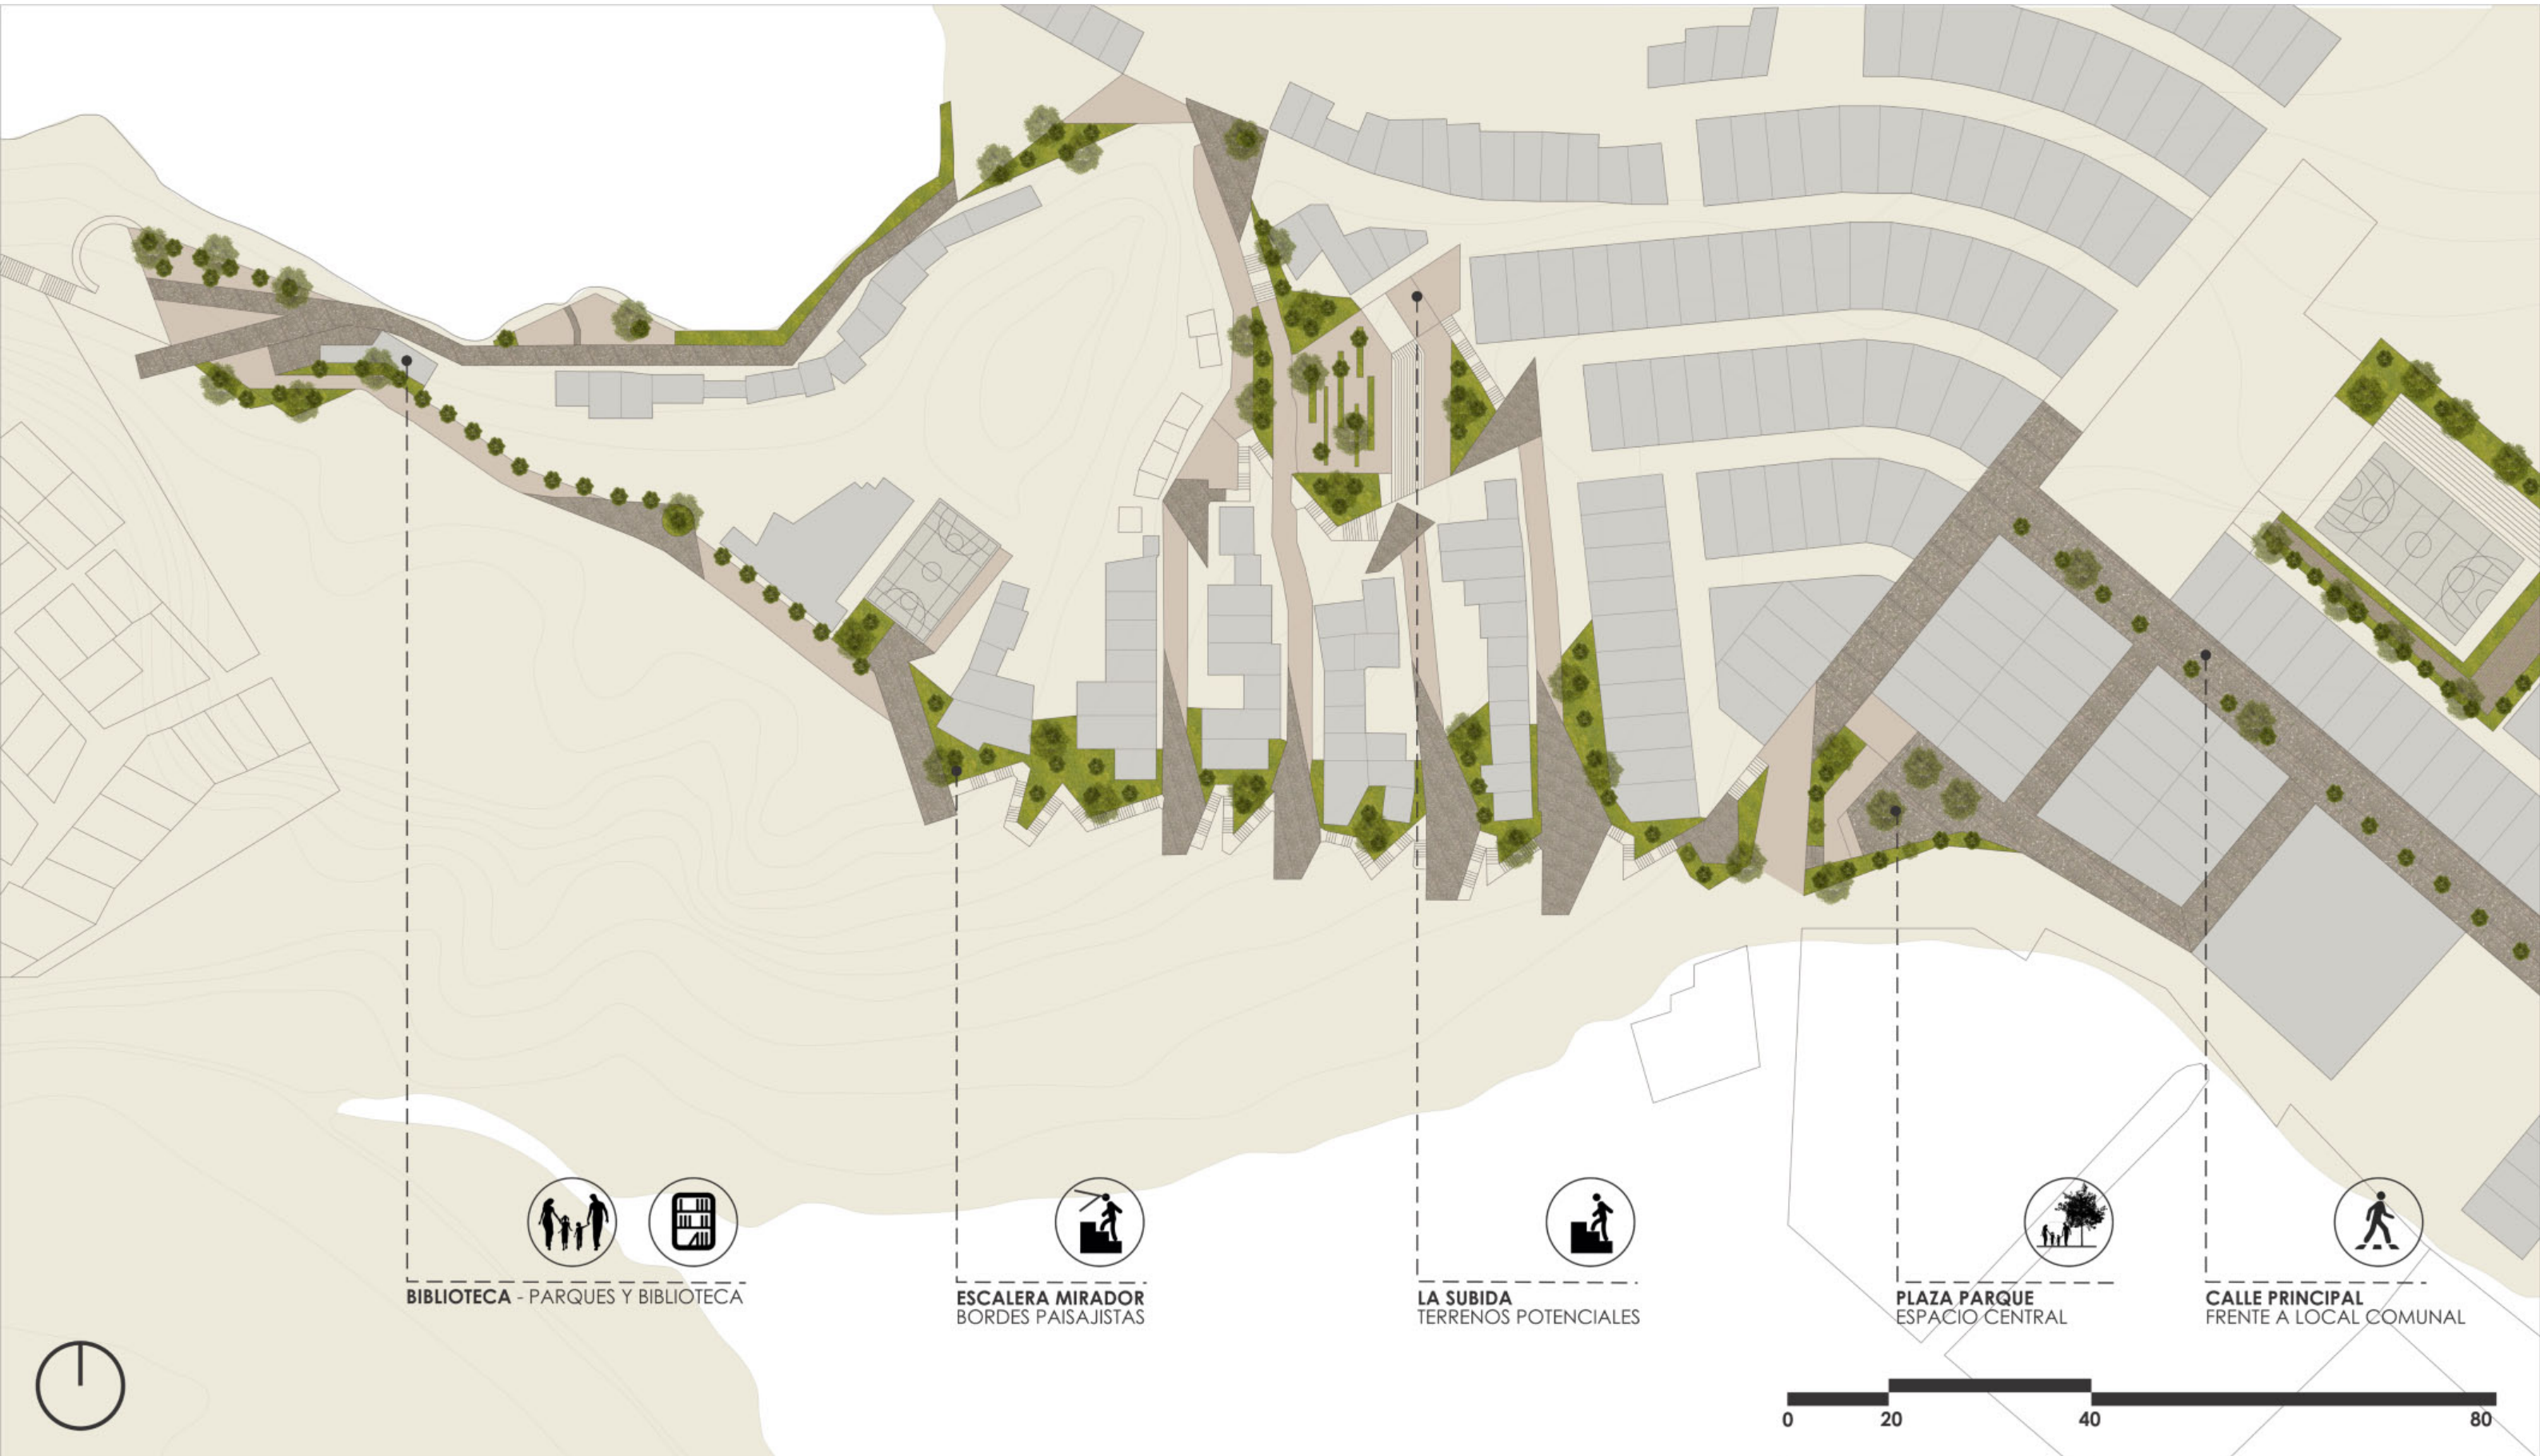 BIBLIOTECA - PARQUES Y BIBLIOTECA
ESCALERA MIRADOR
BORDES PAISAJISTAS
LA SUBIDA
TERRENOS POTENCIALES
PLAZA PARQUE
ESPACIO CENTRAL
CALLE PRINCIPAL
FRENTE A LOCAL COMUNAL
0 20 40 80